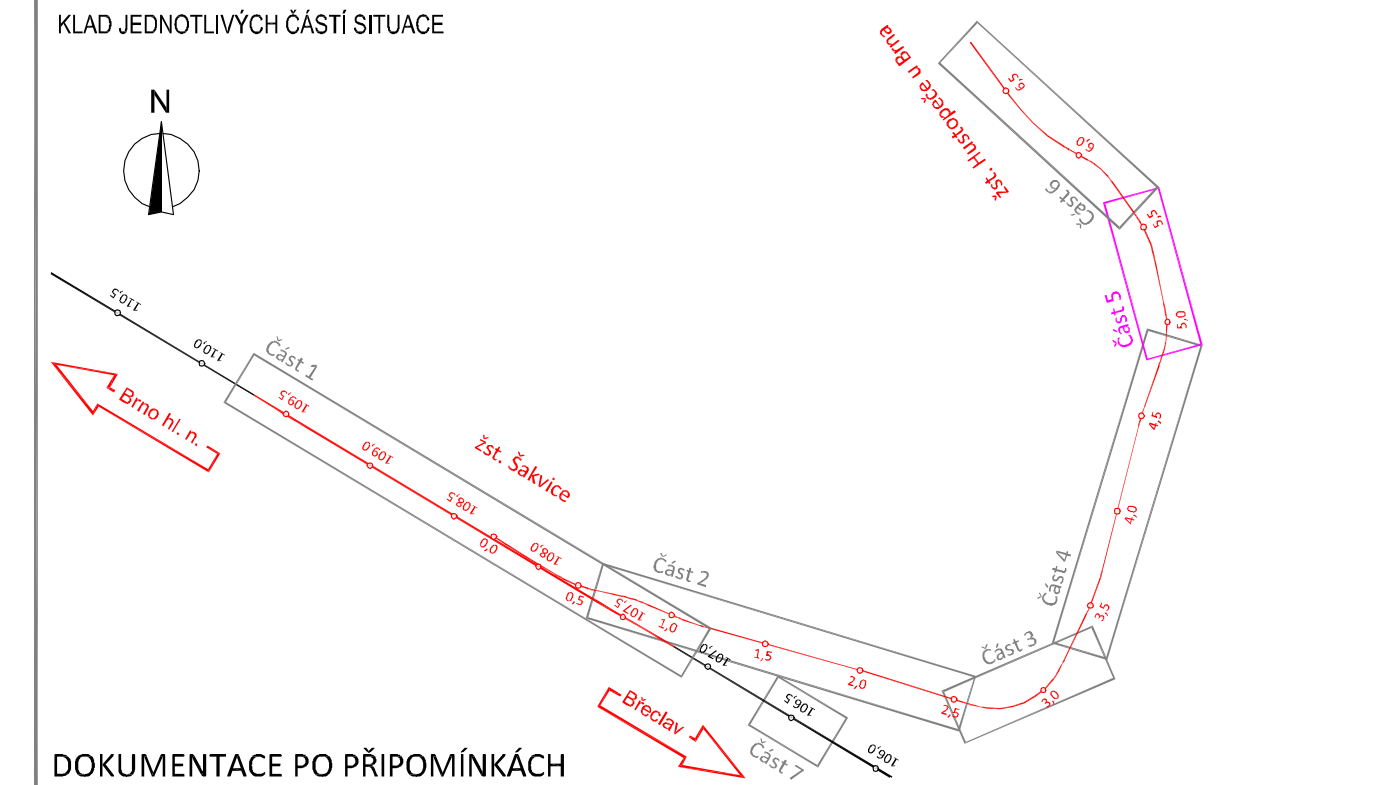 KLAD JEDNOTLIVÝCH ČÁSTÍ SITUACE
N
žst. Hustopeče u Brna
6,5
6,0
Část 6
5,5
Část 5
5,0
110,5
110,0
Část 1
Brno hl. n.
109,5
109,0
žst. Šakvice
108,5
0,0
108,0
0,5
107,5
Část 2
1,0
107,0
1,5
2,0
2,5
Část 3
3,0
3,5
Část 4
4,0
4,5
Břeclav
106,5
Část 7
106,0
DOKUMENTACE PO PŘIPOMÍNKÁCH